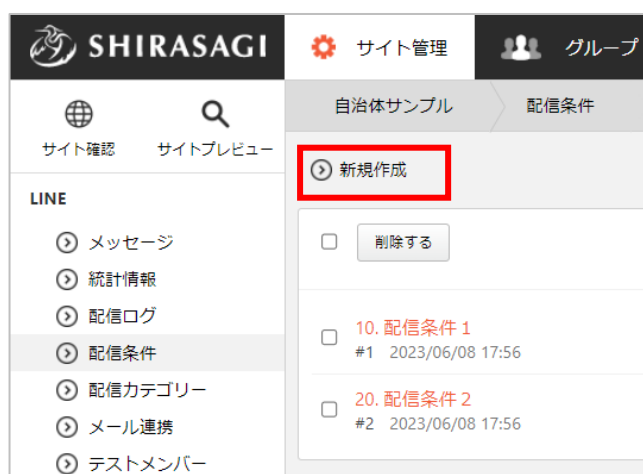 SHIRASAGI
サイト管理
グループ
サイト確認
サイトプレビュー
自治体サンプル
配信条件
新規作成
LINE
メッセージ
統計情報
配信ログ
配信条件
配信カテゴリー
メール連携
テストメンバー
削除する
10. 配信条件 1
#1 2023/06/08 17:56
20. 配信条件 2
#2 2023/06/08 17:56